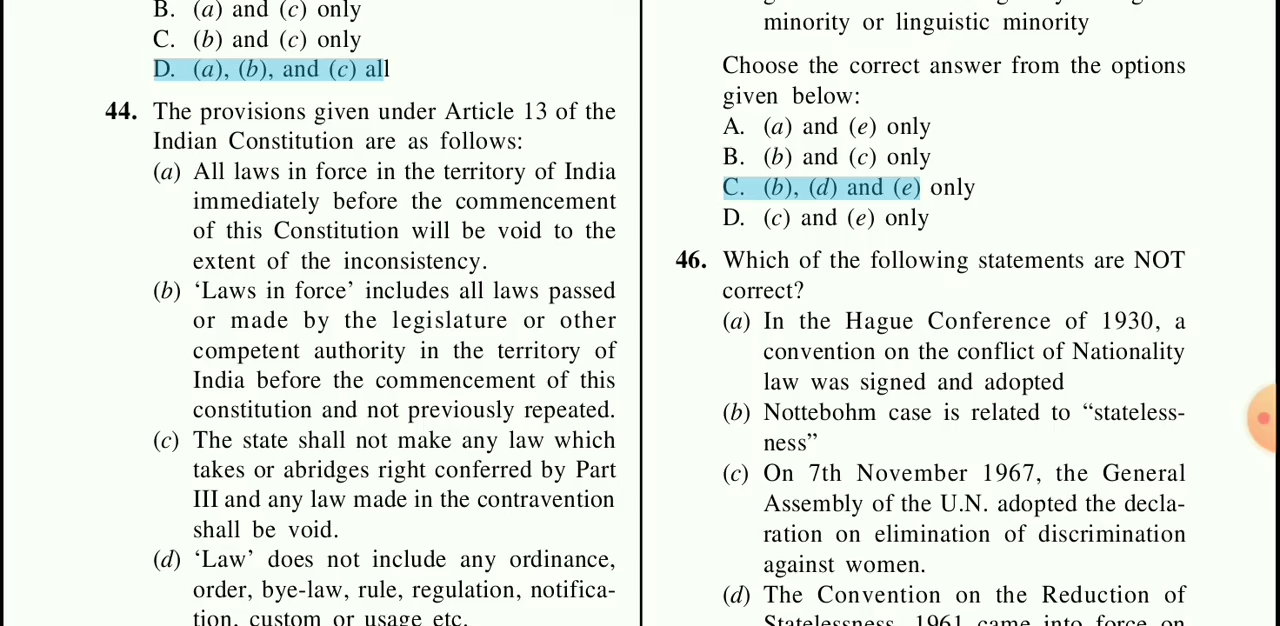 B. (a) and (c) only
C. (b) and (c) only
D. (a), (b), and (c) all
44. The provisions given under Article 13 of the
Indian Constitution are as follows:
(a) All laws in force in the territory of India
immediately before the commencement
of this Constitution will be void to the
extent of the inconsistency.
(b) ‘Laws in force’ includes all laws passed
or made by the legislature or other
competent authority in the territory of
India before the commencement of this
constitution and not previously repeated.
(c) The state shall not make any law which
takes or abridges right conferred by Part
III and any law made in the contravention
shall be void.
(d) ‘Law’ does not include any ordinance,
order, bye-law, rule, regulation, notifica-
tion, custom or usage etc.
minority or linguistic minority
Choose the correct answer from the options
given below:
A. (a) and (e) only
B. (b) and (c) only
C. (b), (d) and (e) only
D. (c) and (e) only
46. Which of the following statements are NOT
correct?
(a) In the Hague Conference of 1930, a
convention on the conflict of Nationality
law was signed and adopted
(b) Nottebohm case is related to “stateless-
ness”
(c) On 7th November 1967, the General
Assembly of the U.N. adopted the decla-
ration on elimination of discrimination
against women.
(d) The Convention on the Reduction of
Statelessness, 1961 came into force on